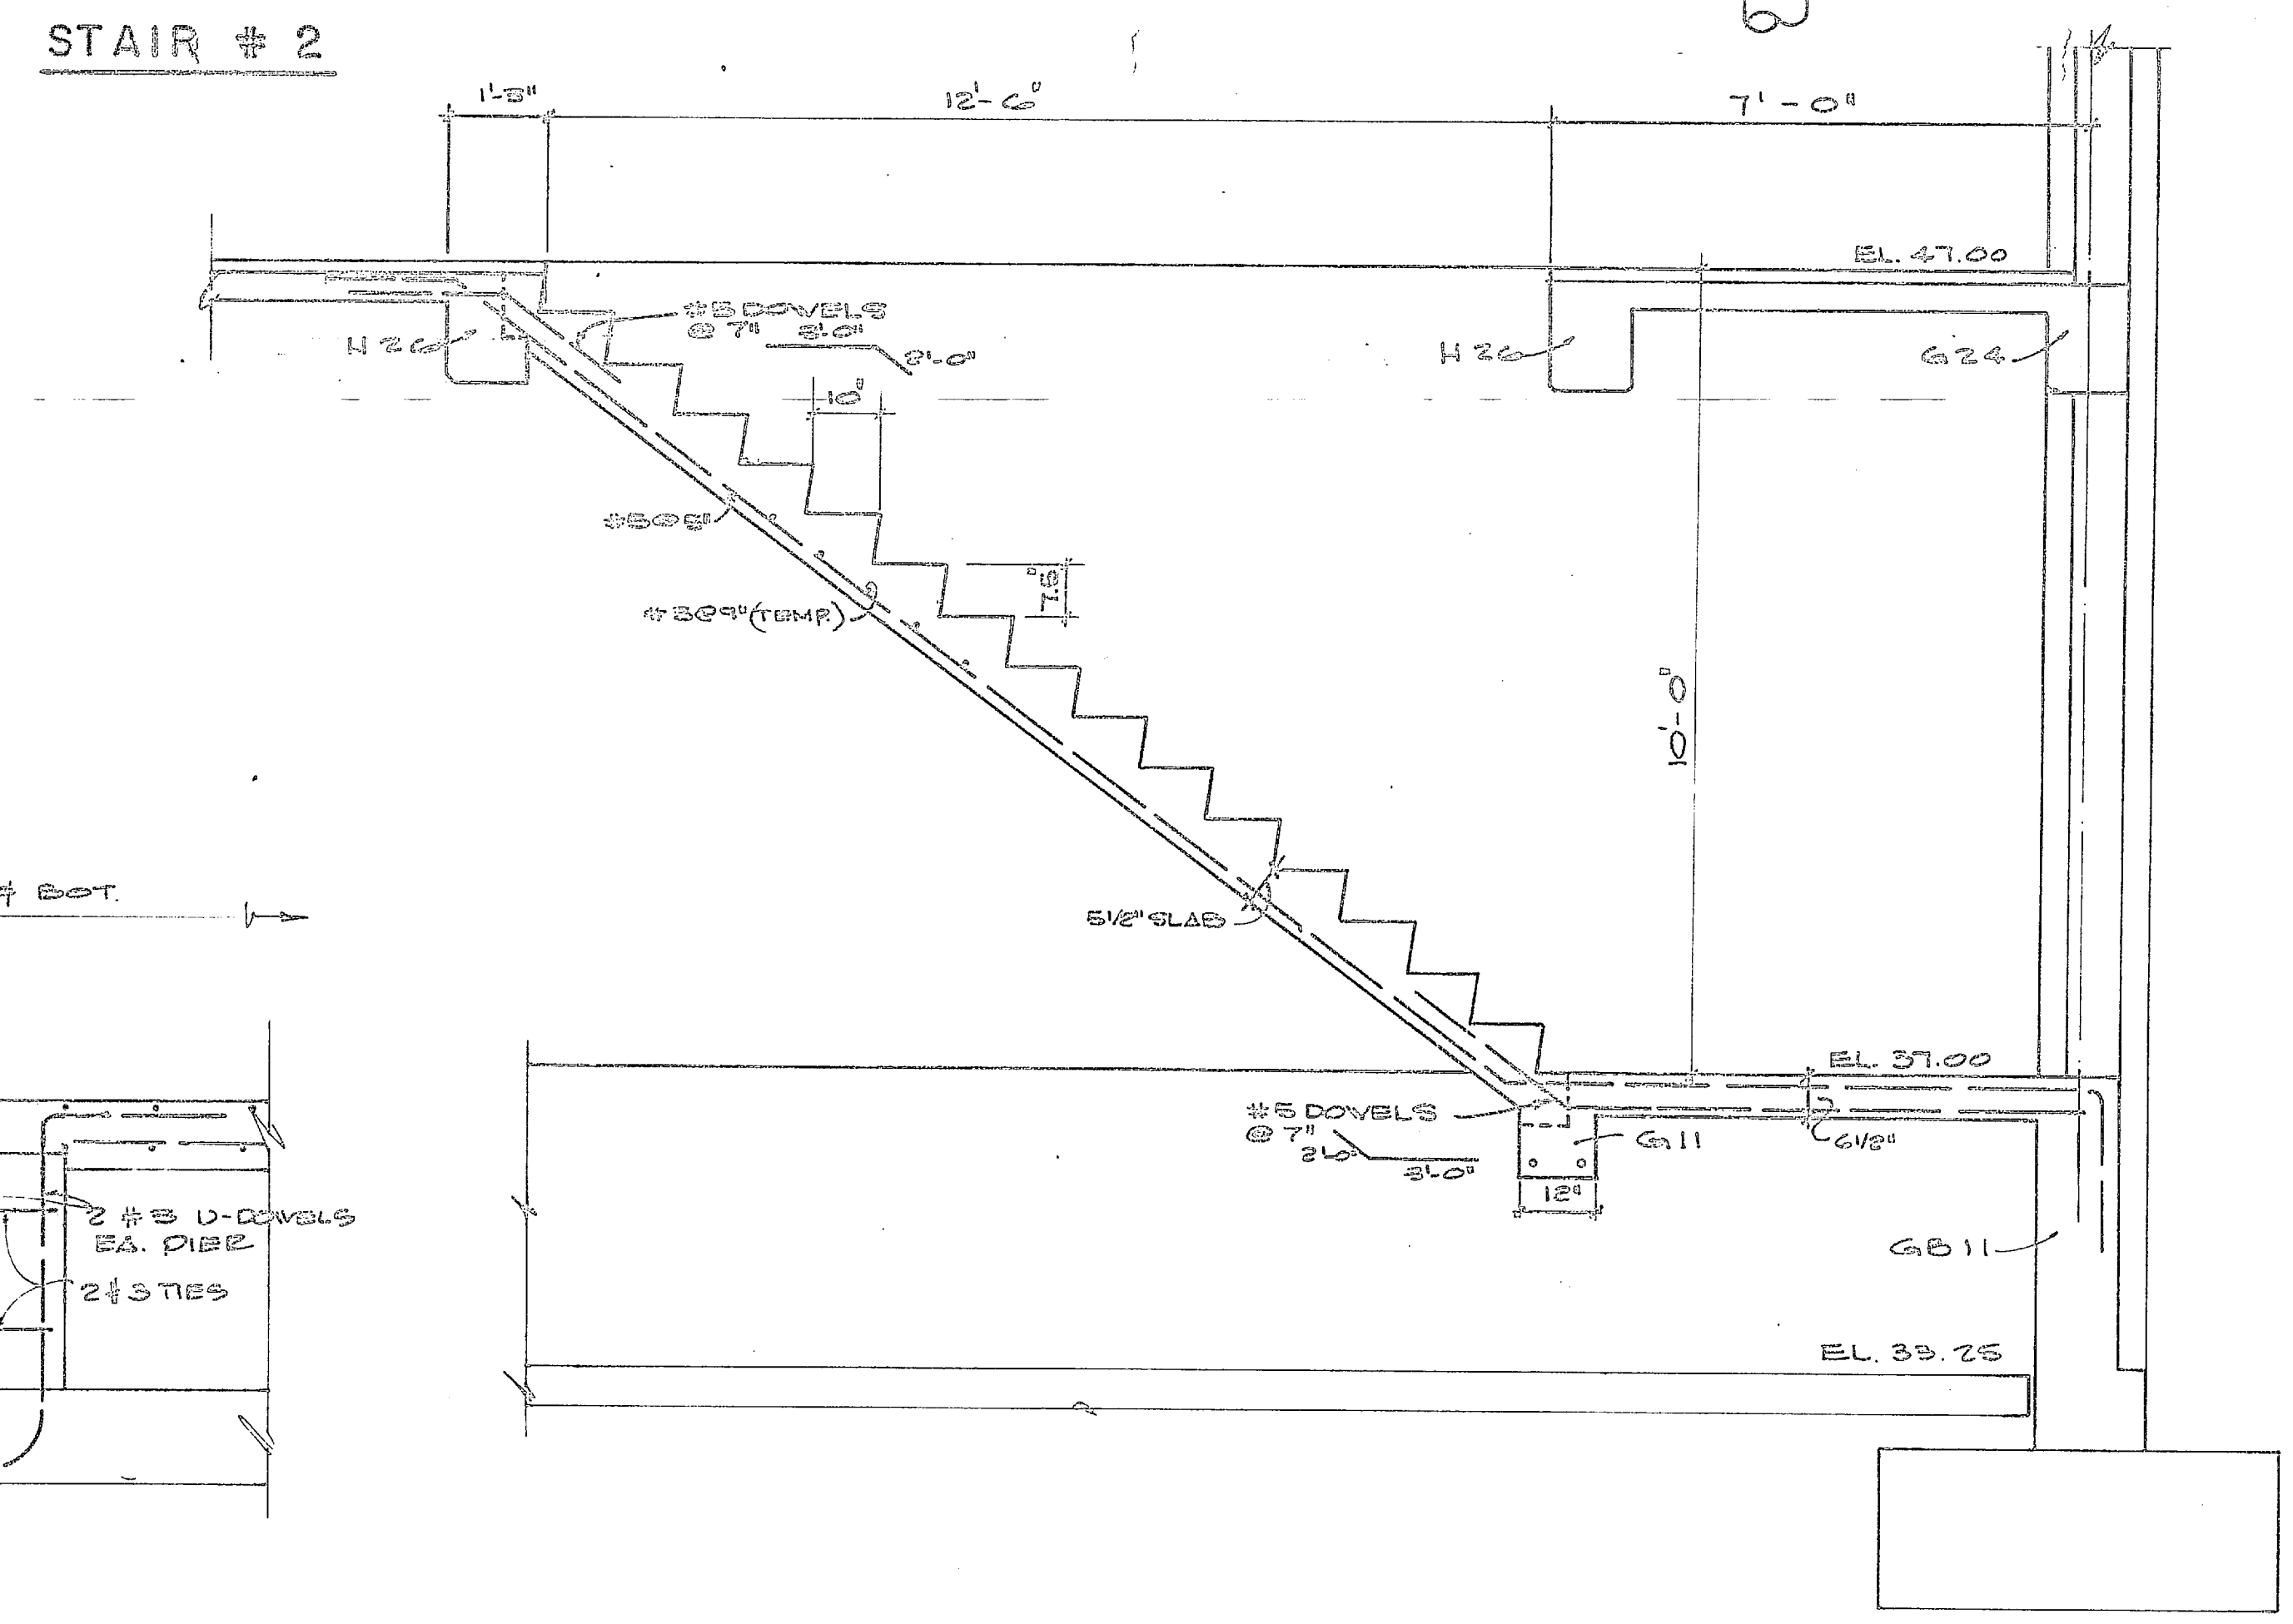 STAIR # 2
1'-3"
12'-6"
7'-0"
EL. 47.00
#5 DOWELS
@ 7" 3'-0"
2'-0"
H 26
H 26
G 24
10"
#5@5"
7.5"
#3@9" (TEMP.)
10'-0"
# BOT.
5 1/2" SLAB
EL. 37.00
#5 DOWELS
@ 7"
2'-0"
3'-0"
G 11
6 1/2"
12"
2 #3 U-DOWELS
EA. PIER
GB 11
2 #3 TIES
EL. 33.25